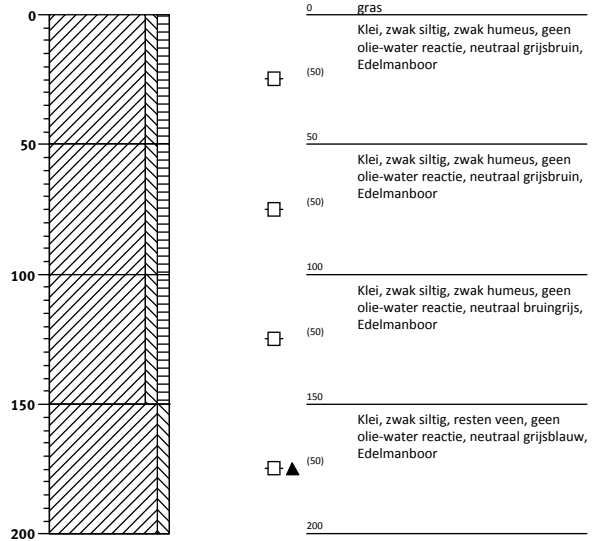 0
0
gras
Klei, zwak siltig, zwak humeus, geen
olie-water reactie, neutraal grijsbruin,
Edelmanboor
(50)
50
50
Klei, zwak siltig, zwak humeus, geen
olie-water reactie, neutraal grijsbruin,
Edelmanboor
(50)
100
100
Klei, zwak siltig, zwak humeus, geen
olie-water reactie, neutraal bruingrijs,
Edelmanboor
(50)
150
150
Klei, zwak siltig, resten veen, geen
olie-water reactie, neutraal grijsblauw,
Edelmanboor
(50)
200
200